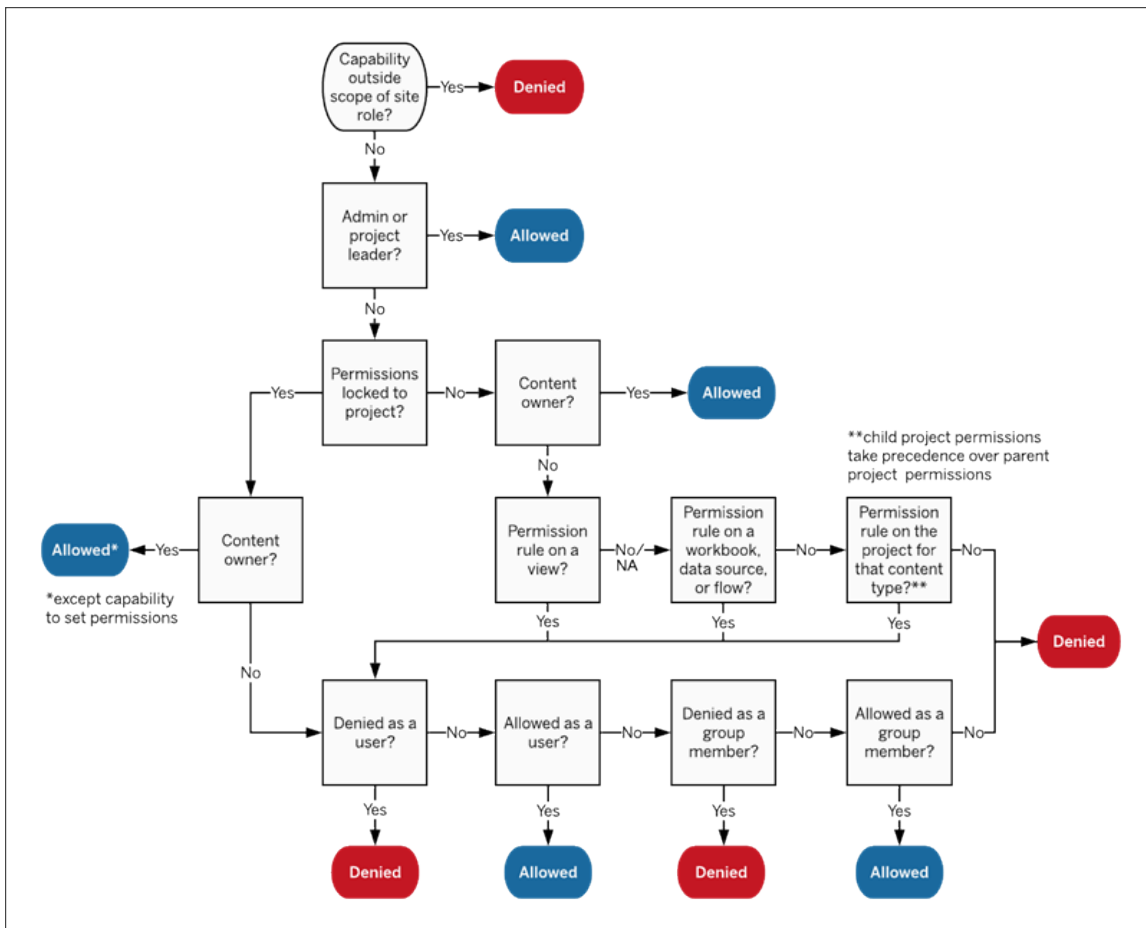 Capability
outside
scope of site
role?
Yes
Denied
No
Admin or
project
leader?
Yes
Allowed
No
Permissions
locked to
project?
Yes
No
Content
owner?
Yes
Allowed
No
**child project permissions
take precedence over parent
project permissions
Content
owner?
Yes
Allowed*
*except capability
to set permissions
No
Permission
rule on a
view?
No/
NA
Permission
rule on a
workbook,
data source,
or flow?
No
Permission
rule on the
project for
that content
type?**
No
Yes
Yes
Yes
Denied
Denied as a
user?
No
Allowed as a
user?
No
Denied as a
group
member?
No
Allowed as a
group
member?
No
Yes
Yes
Yes
Yes
Denied
Allowed
Denied
Allowed